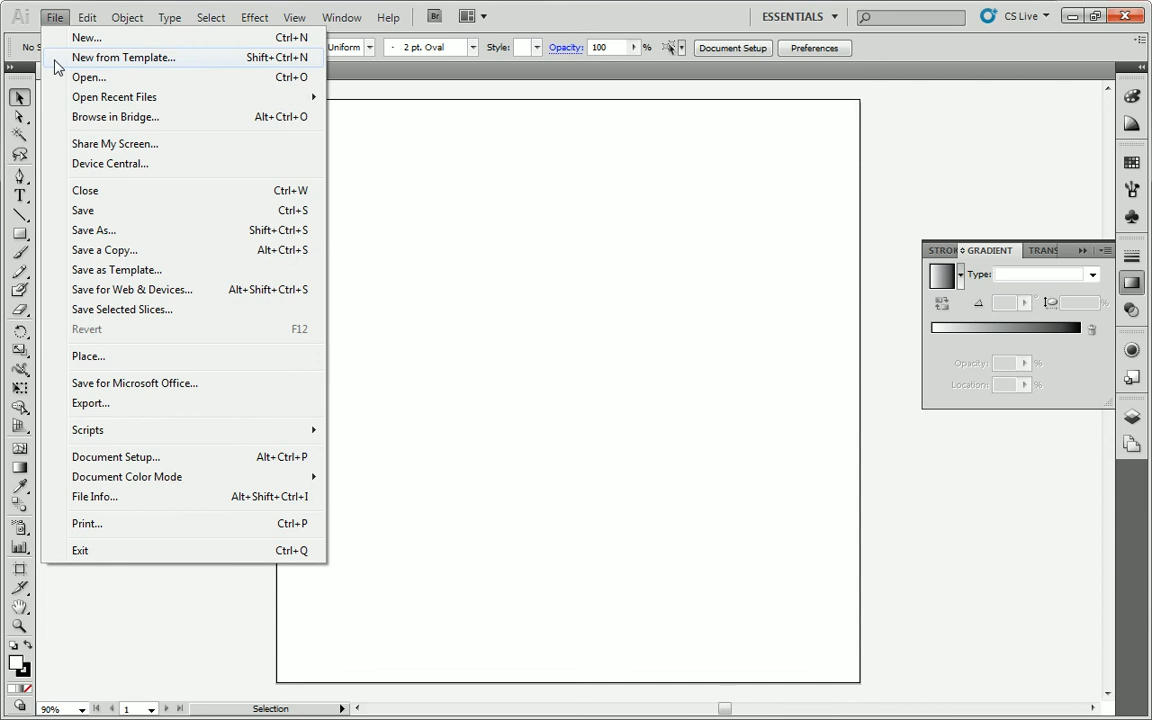 Ai File Edit Object Type Select Effect View Window Help Br ESSENTIALS CS Live
No S Uniform 2 pt. Oval Style: Opacity: 100 % Document Setup Preferences
New... Ctrl+N
New from Template... Shift+Ctrl+N
Open... Ctrl+O
Open Recent Files
Browse in Bridge... Alt+Ctrl+O
Share My Screen...
Device Central...
Close Ctrl+W
Save Ctrl+S
Save As... Shift+Ctrl+S
Save a Copy... Alt+Ctrl+S
Save as Template...
Save for Web & Devices... Alt+Shift+Ctrl+S
Save Selected Slices...
Revert F12
Place...
Save for Microsoft Office...
Export...
Scripts
Document Setup... Alt+Ctrl+P
Document Color Mode
File Info... Alt+Shift+Ctrl+I
Print... Ctrl+P
Exit Ctrl+Q
STROK GRADIENT TRANS
Type:
%
Opacity: %
Location: %
90% 1 Selection